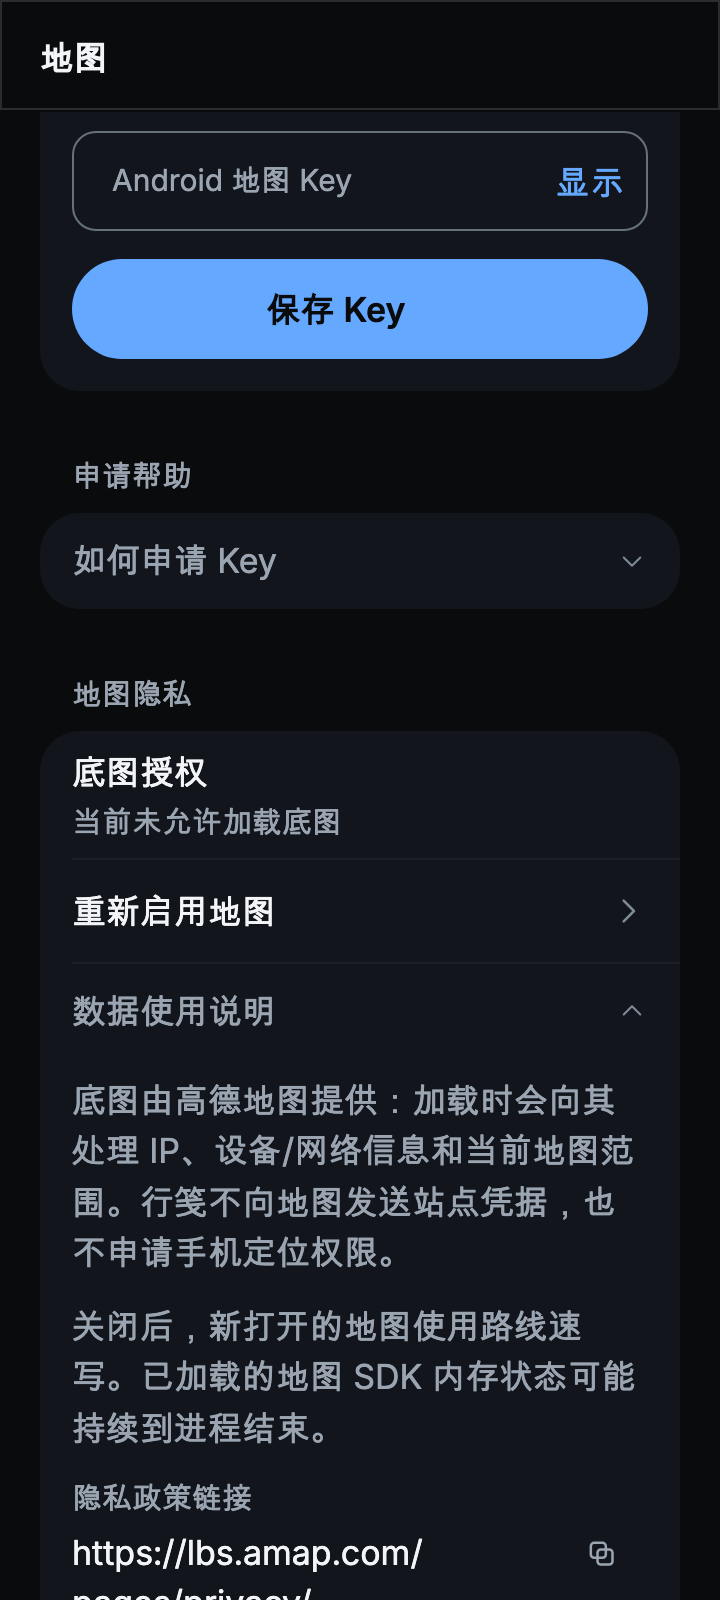 地图
Android 地图 Key
显示
保存 Key
申请帮助
如何申请 Key
地图隐私
底图授权
当前未允许加载底图
重新启用地图
数据使用说明
底图由高德地图提供：加载时会向其
处理 IP、设备/网络信息和当前地图范
围。行笺不向地图发送站点凭据，也
不申请手机定位权限。
关闭后，新打开的地图使用路线速
写。已加载的地图 SDK 内存状态可能
持续到进程结束。
隐私政策链接
https://lbs.amap.com/
pages/privacy/